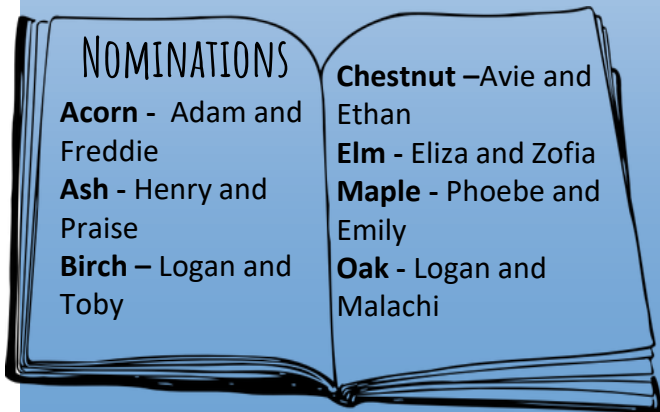 NOMINATIONS
Acorn - Adam and
Freddie
Ash - Henry and
Praise
Birch – Logan and
Toby
Chestnut –Avie and
Ethan
Elm - Eliza and Zofia
Maple - Phoebe and
Emily
Oak - Logan and
Malachi